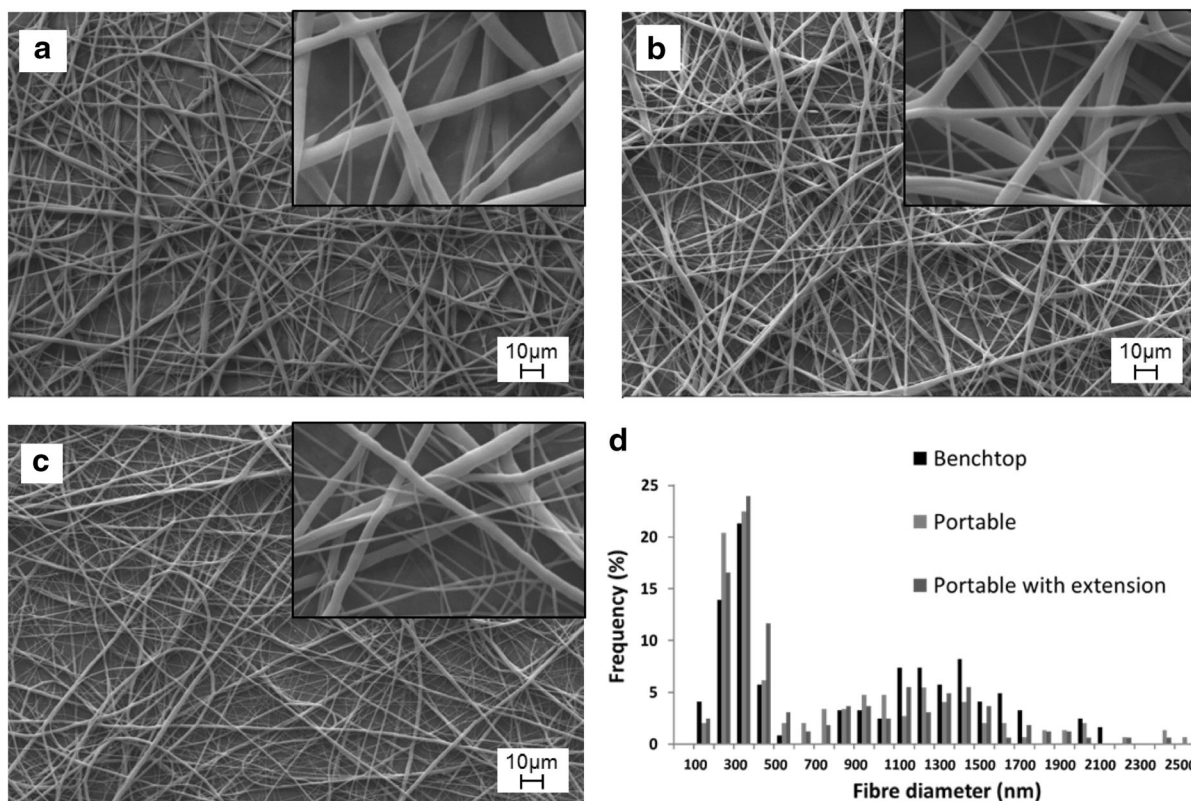 a
10µm
b
10µm
c
10µm
d
Benchtop
Portable
Portable with extension
Frequency (%)
25
20
15
10
5
0
100 300 500 700 900 1100 1300 1500 1700 1900 2100 2300 2500
Fibre diameter (nm)